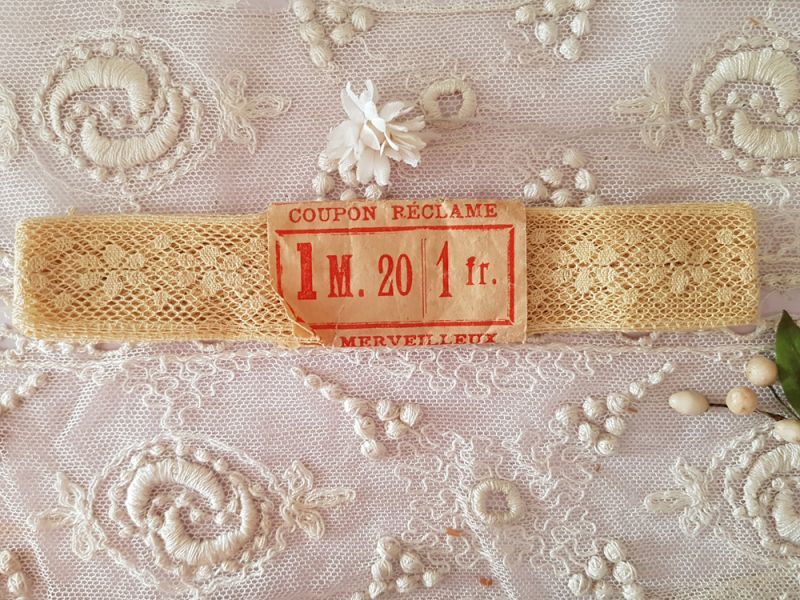 COUPON RÉCLAME
1 M. 20 1 fr.
MERVEILLEUX